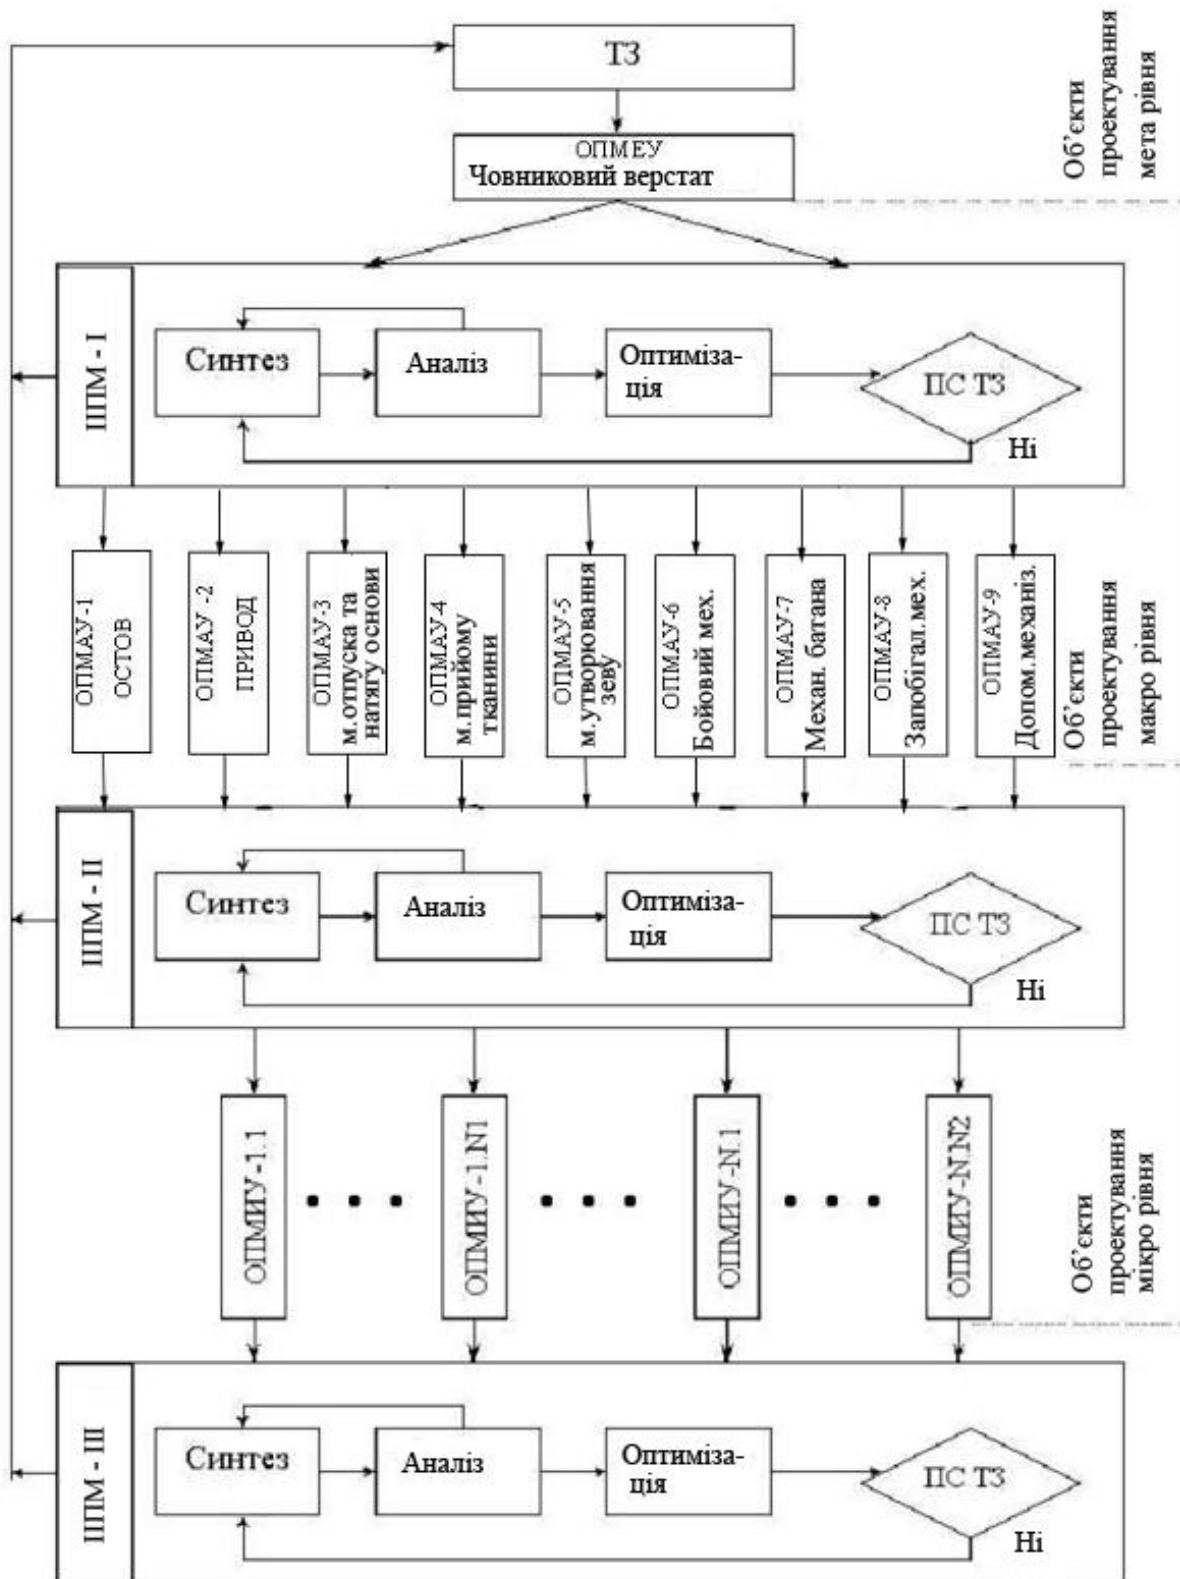 ТЗ
ОПМЕУ
Човниковий верстат
Об'єкти
проектування
мета рівня
ІІПМ - I
Синтез
Аналіз
Оптиміза-
ція
ПС ТЗ
Ні
ОПМАУ-1
ОСТОВ
ОПМАУ -2
ПРИВОД
ОПМАУ-3
м.отпуска та
натягу основи
ОПМАУ-4
м.прийому
тканини
ОПМАУ-5
м.утворювання
зеву
ОПМАУ-6
Бойовий мех.
ОПМАУ-7
Механ. батана
ОПМАУ-8
Запобігал.мех.
ОПМАУ-9
Допом.механіз.
Об'єкти
проектування
макро рівня
ІІПМ - II
Синтез
Аналіз
Оптиміза-
ція
ПС ТЗ
Ні
ОПМИУ-1.1
ОПМИУ-1.N1
ОПМИУ-N.1
ОПМИУ-N.N2
Об'єкти
проектування
мікро рівня
ІІПМ - III
Синтез
Аналіз
Оптиміза-
ція
ПС ТЗ
Ні